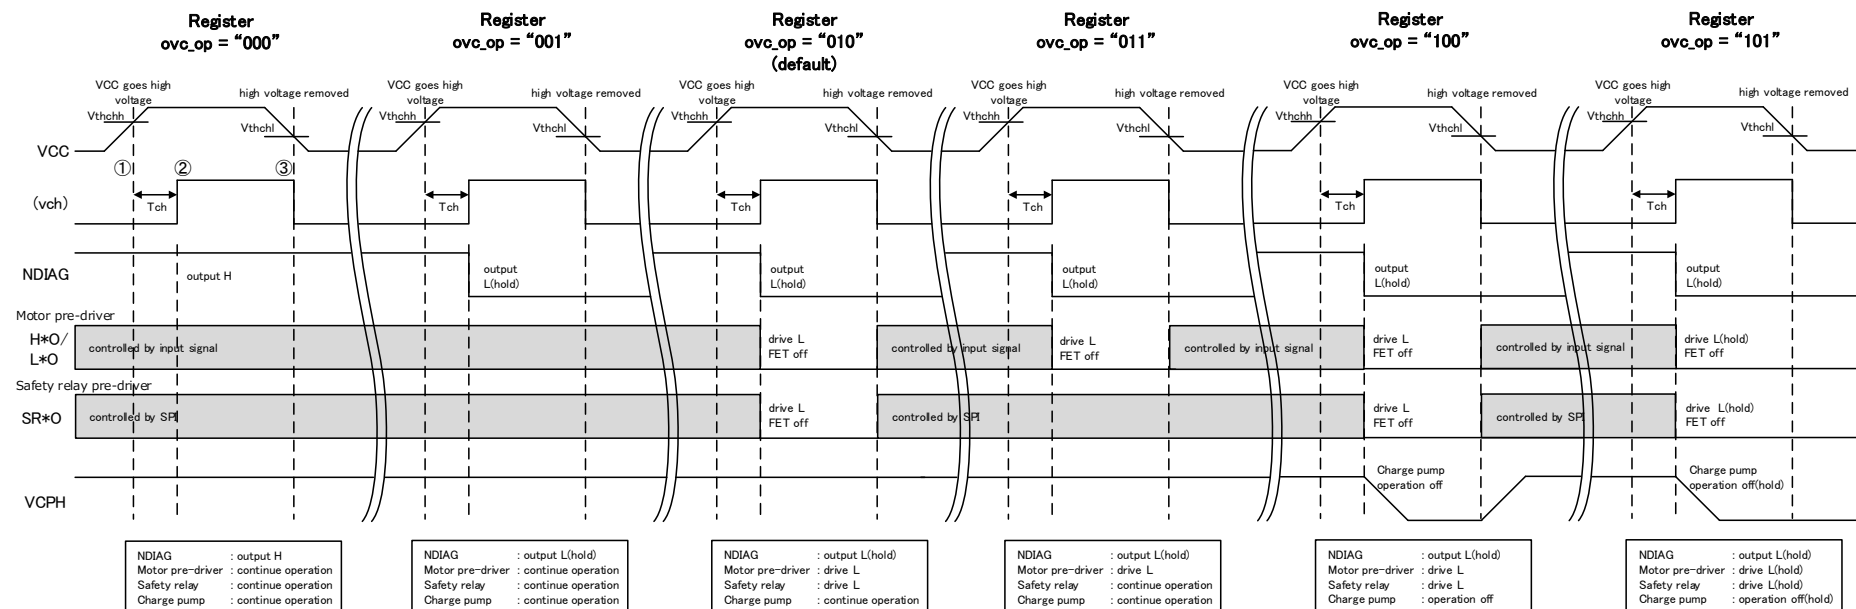 Register
ovc_op = “000”
Register
ovc_op = “001”
Register
ovc_op = “010”
(default)
Register
ovc_op = “011”
Register
ovc_op = “100”
Register
ovc_op = “101”
VCC goes high
voltage
high voltage removed
Vthchh
Vthchl
VCC goes high
voltage
high voltage removed
Vthchh
Vthchl
VCC goes high
voltage
high voltage removed
Vthchh
Vthchl
VCC goes high
voltage
high voltage removed
Vthchh
Vthchl
VCC goes high
voltage
high voltage removed
Vthchh
Vthchl
VCC goes high
voltage
high voltage removed
Vthchh
Vthchl
VCC
① ② ③
(vch)
Tch
Tch
Tch
Tch
Tch
Tch
NDIAG
output H
output
L(hold)
output
L(hold)
output
L(hold)
output
L(hold)
output
L(hold)
Motor pre-driver
H*O/
L*O
controlled by input signal
drive L
FET off
controlled by input signal
drive L
FET off
controlled by input signal
drive L
FET off
controlled by input signal
drive L(hold)
FET off
Safety relay pre-driver
SR*O
controlled by SPI
drive L
FET off
controlled by SPI
drive L
FET off
controlled by SPI
drive L(hold)
FET off
VCPH
Charge pump
operation off
Charge pump
operation off(hold)
NDIAG : output H
Motor pre-driver : continue operation
Safety relay : continue operation
Charge pump : continue operation
NDIAG : output L(hold)
Motor pre-driver : continue operation
Safety relay : continue operation
Charge pump : continue operation
NDIAG : output L(hold)
Motor pre-driver : drive L
Safety relay : drive L
Charge pump : continue operation
NDIAG : output L(hold)
Motor pre-driver : drive L
Safety relay : continue operation
Charge pump : continue operation
NDIAG : output L(hold)
Motor pre-driver : drive L
Safety relay : drive L
Charge pump : operation off
NDIAG : output L(hold)
Motor pre-driver : drive L(hold)
Safety relay : drive L(hold)
Charge pump : operation off(hold)